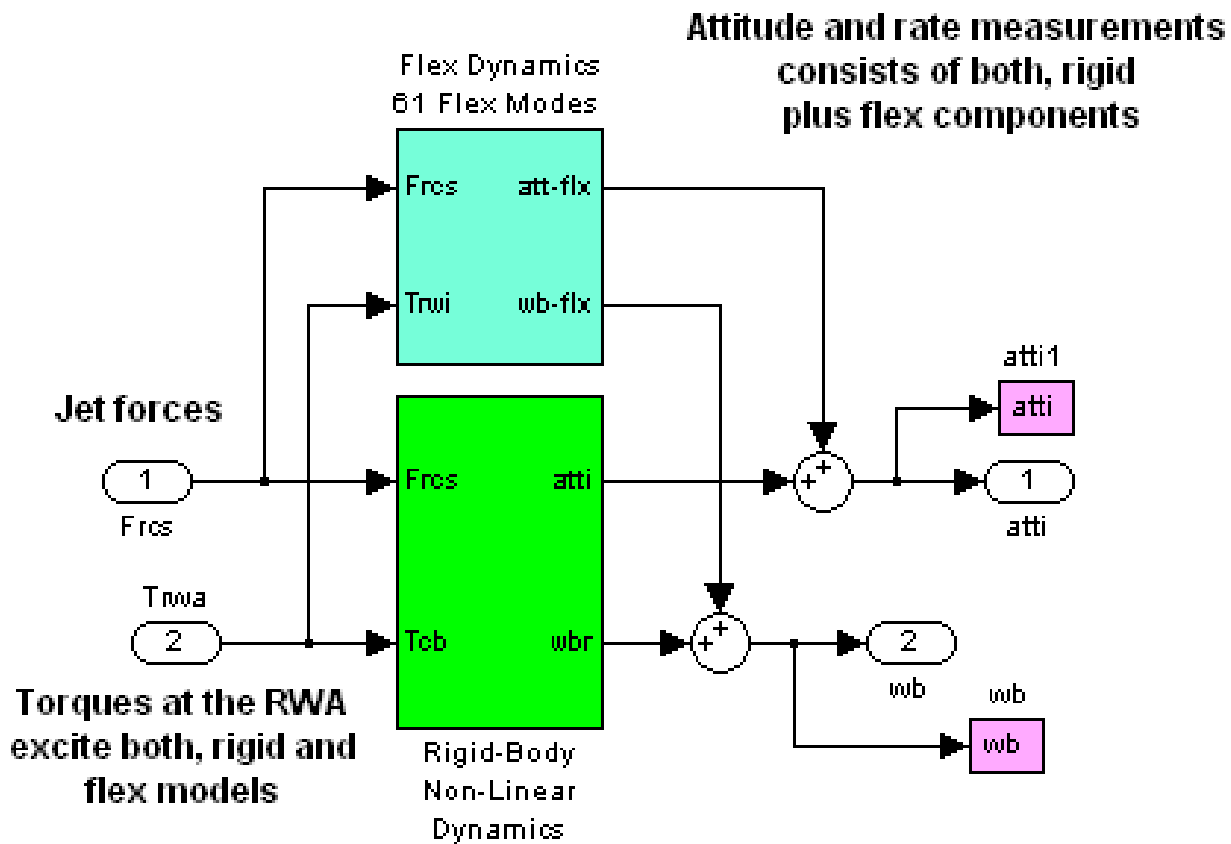 Attitude and rate measurements
consists of both, rigid
plus flex components
Flex Dynamics
61 Flex Modes
Frcs
att-flx
Trwi
wb-flx
Jet forces
1
Frcs
Frcs
atti
atti1
atti
+
+
1
atti
Trwa
2
Tcb
wbr
+
+
2
wb
wb
wb
Torques at the RWA
excite both, rigid and
flex models
Rigid-Body
Non-Linear
Dynamics